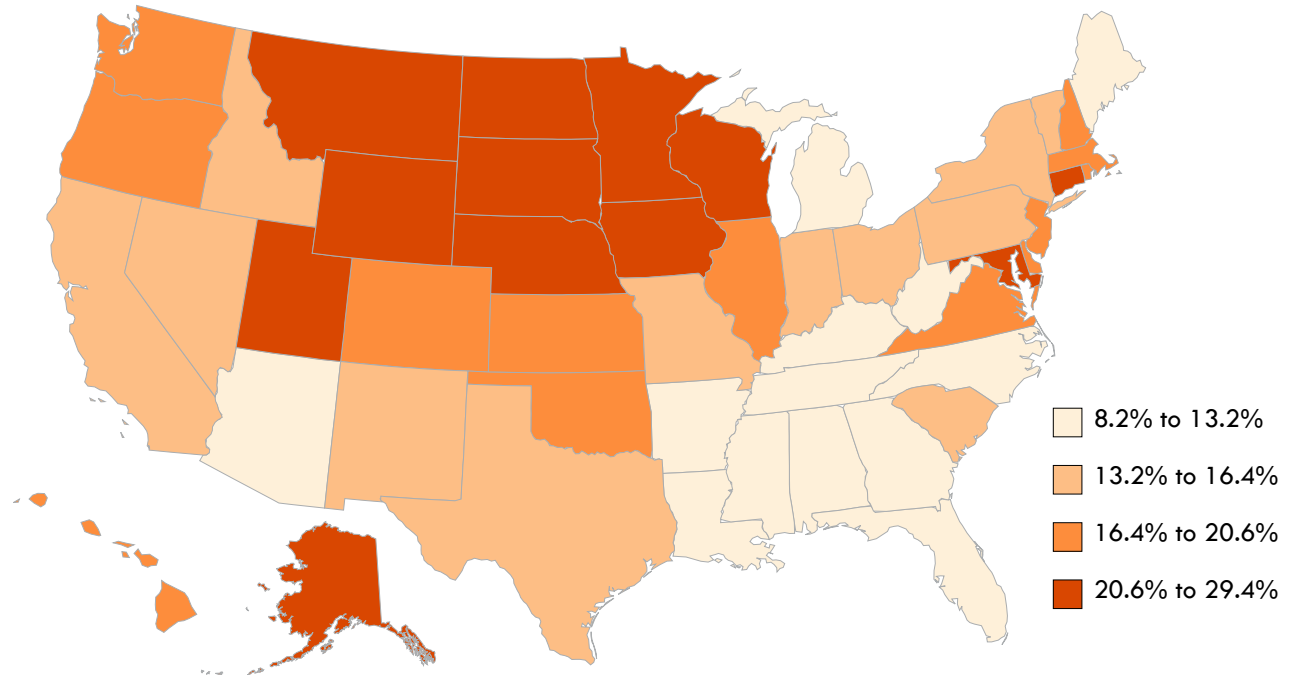 8.2% to 13.2%
13.2% to 16.4%
16.4% to 20.6%
20.6% to 29.4%